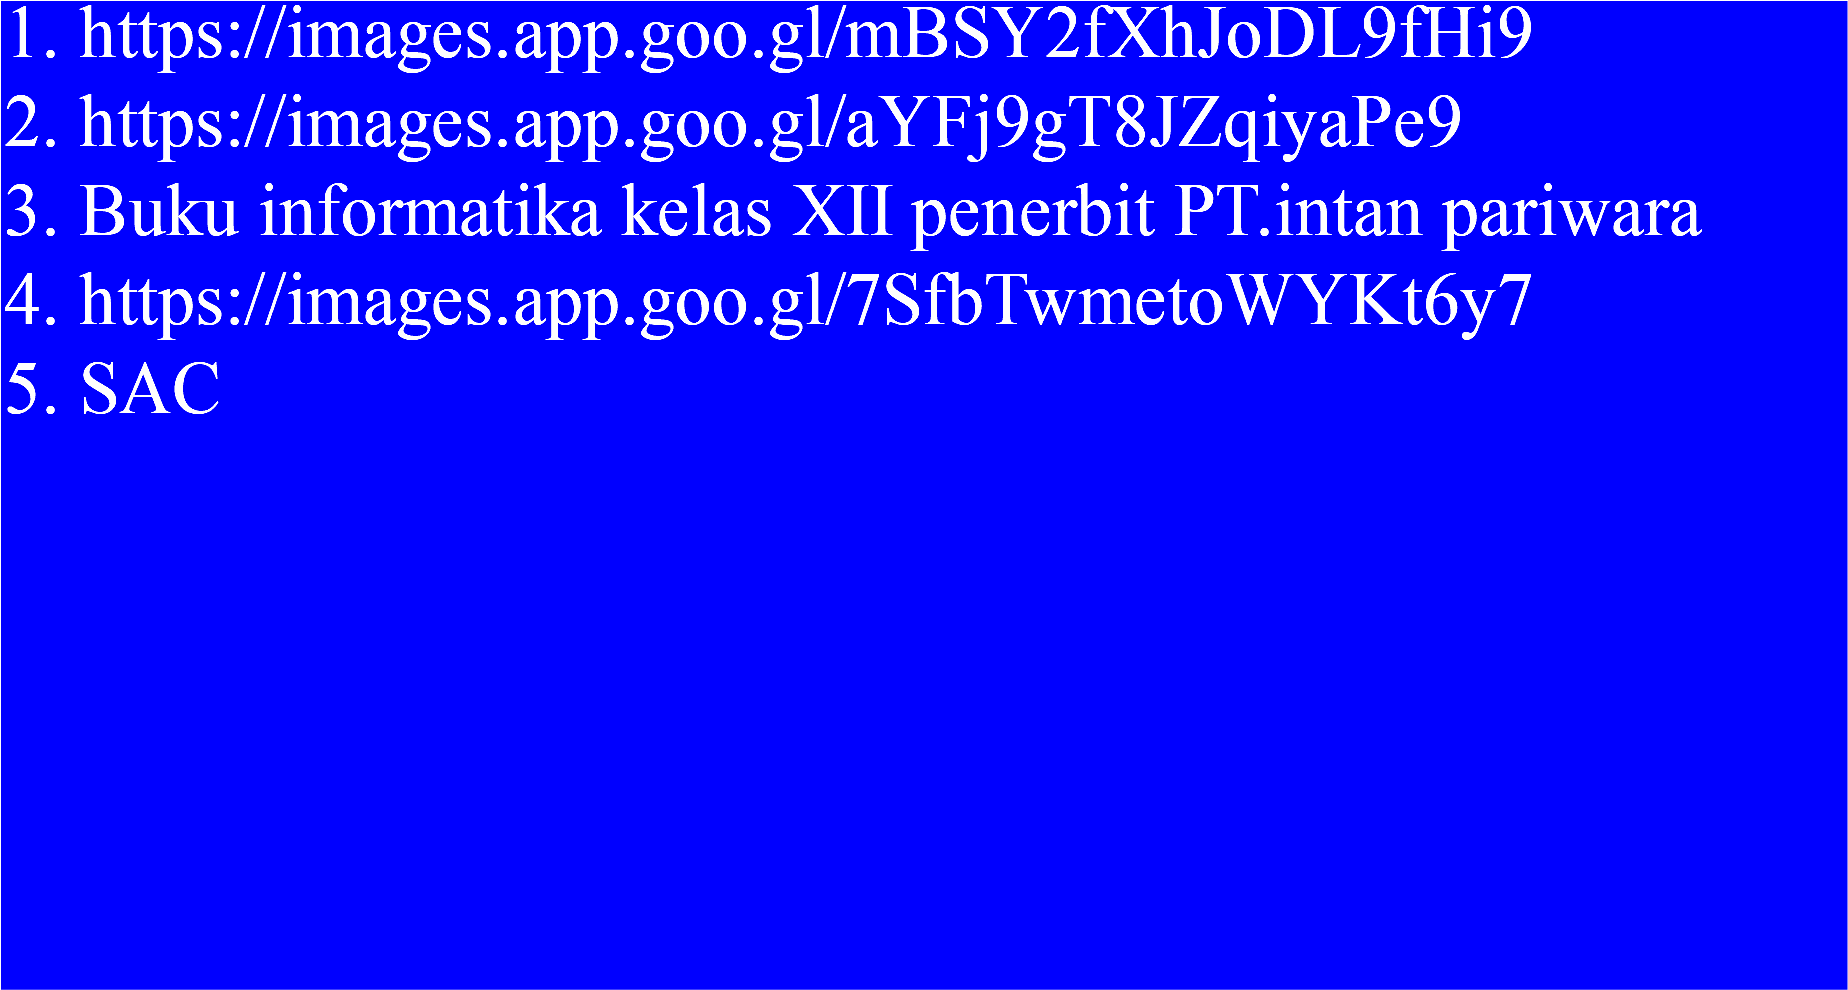 1. https://images.app.goo.gl/mBSY2fXhJoDL9fHi9
2. https://images.app.goo.gl/aYFj9gT8JZqiyaPe9
3. Buku informatika kelas XII penerbit PT.intan pariwara
4. https://images.app.goo.gl/7SfbTwmetoWYKt6y7
5. SAC